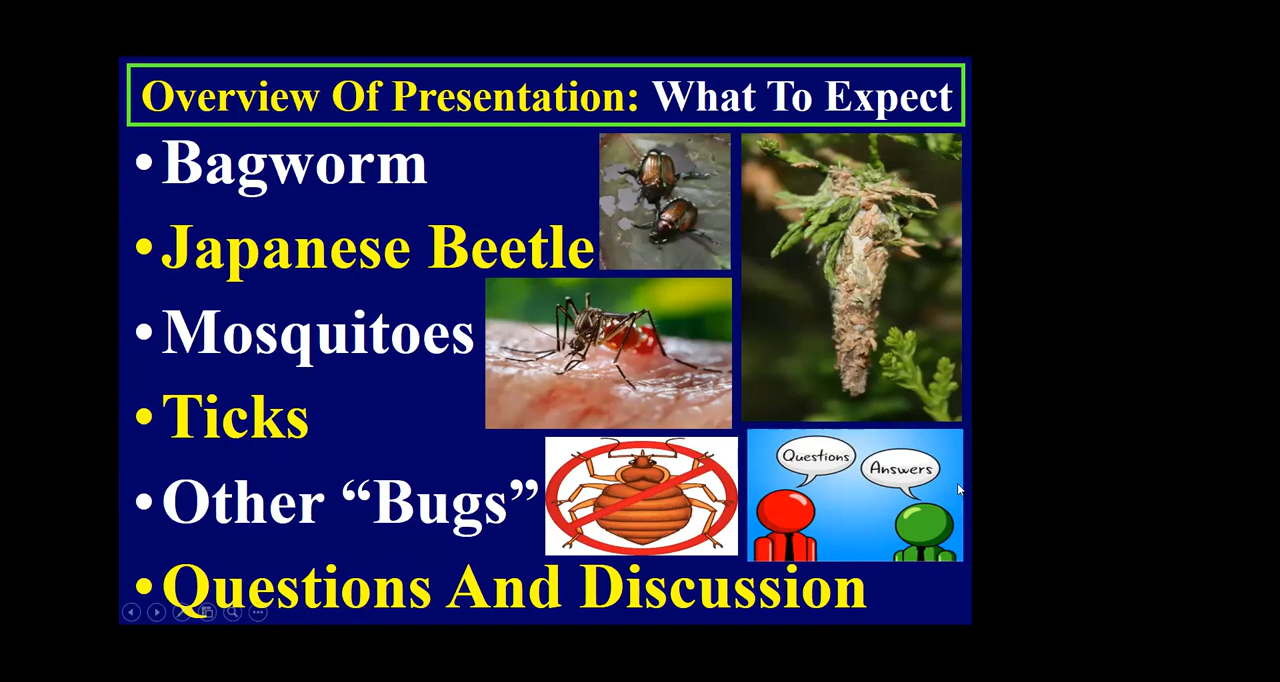 Overview Of Presentation: What To Expect
•Bagworm
•Japanese Beetle
•Mosquitoes
•Ticks
•Other “Bugs”
Questions
Answers
•Questions And Discussion